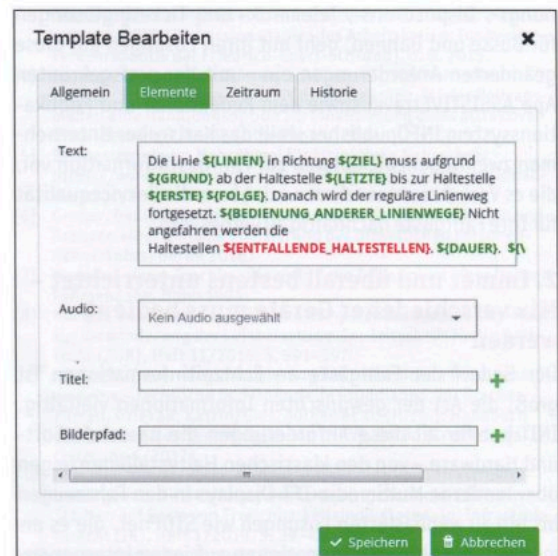 Template Bearbeiten ✖
Allgemein Elemente Zeitraum Historie
Text:
Die Linie ${LINIEN} in Richtung ${ZIEL} muss aufgrund
${GRUND} ab der Haltestelle ${LETZTE} bis zur Haltestelle
${ERSTE} ${FOLGE}. Danach wird der reguläre Linienweg
fortgesetzt. ${BEDIENUNG_ANDERER_LINIENWEGE} Nicht
angefahren werden die
Haltestellen ${ENTFALLENDE_HALTESTELLEN}. ${DAUER}. ${\
Audio:
Kein Audio ausgewählt
Titel:
Bilderpfad:
Speichern Abbrechen